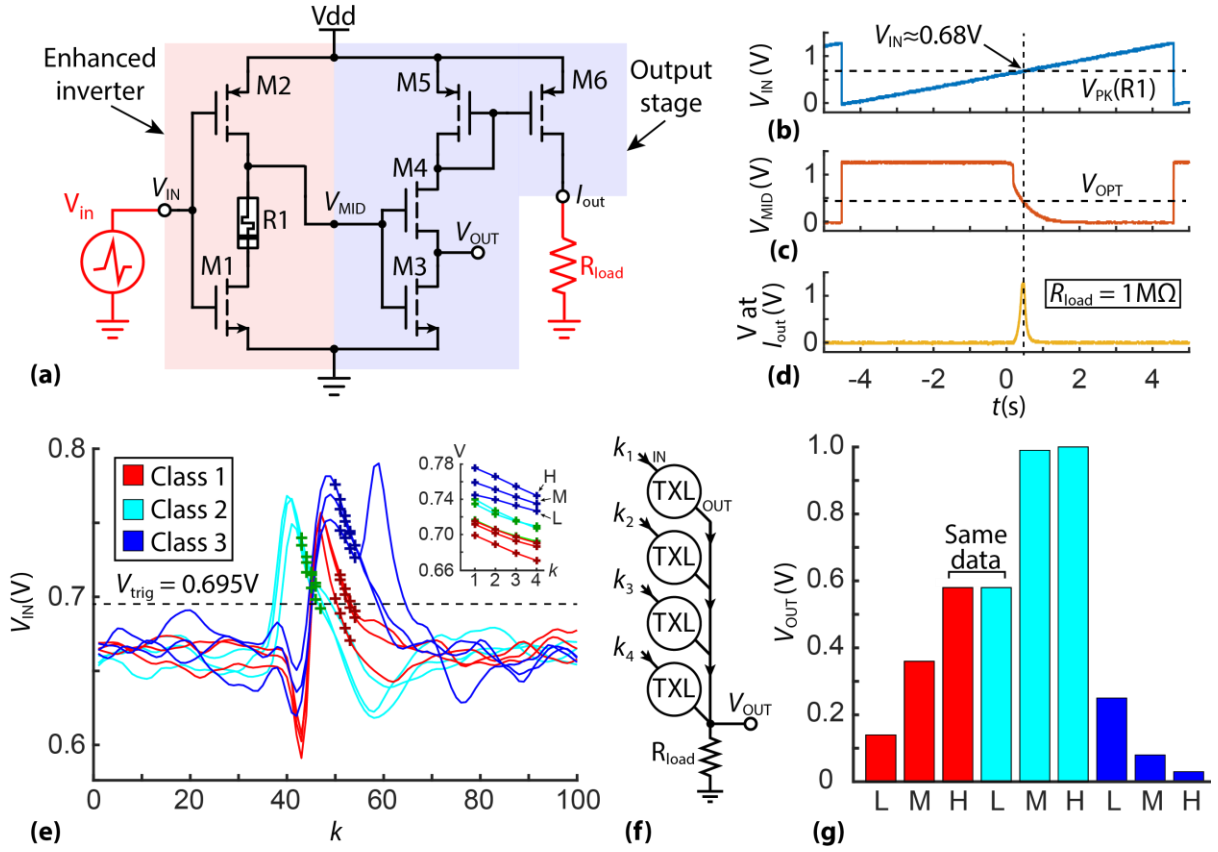 Vdd
Enhanced
inverter
M2
M5
M6
Output
stage
M4
V_IN
V_in
R1
V_MID
I_out
V_OUT
M1
M3
R_load
(a)
V_IN≈0.68V
V_IN(V)
1
0
V_PK(R1)
(b)
V_MID(V)
1
0
V_OPT
(c)
V at
I_out(V)
1
0
R_load = 1MΩ
(d)
-4 -2 0 2 4
t(s)
0.8
0.7
0.6
V_IN(V)
Class 1
Class 2
Class 3
V_trig = 0.695V
V
0.78
0.74
0.70
0.66
H
M
L
k
1 2 3 4
0 20 40 60 80 100
(e)
k
k1
IN
TXL
OUT
k2
TXL
k3
TXL
k4
TXL
V_OUT
R_load
(f)
1.0
0.8
0.6
0.4
0.2
0
V_OUT(V)
Same
data
L M H L M H L M H
(g)